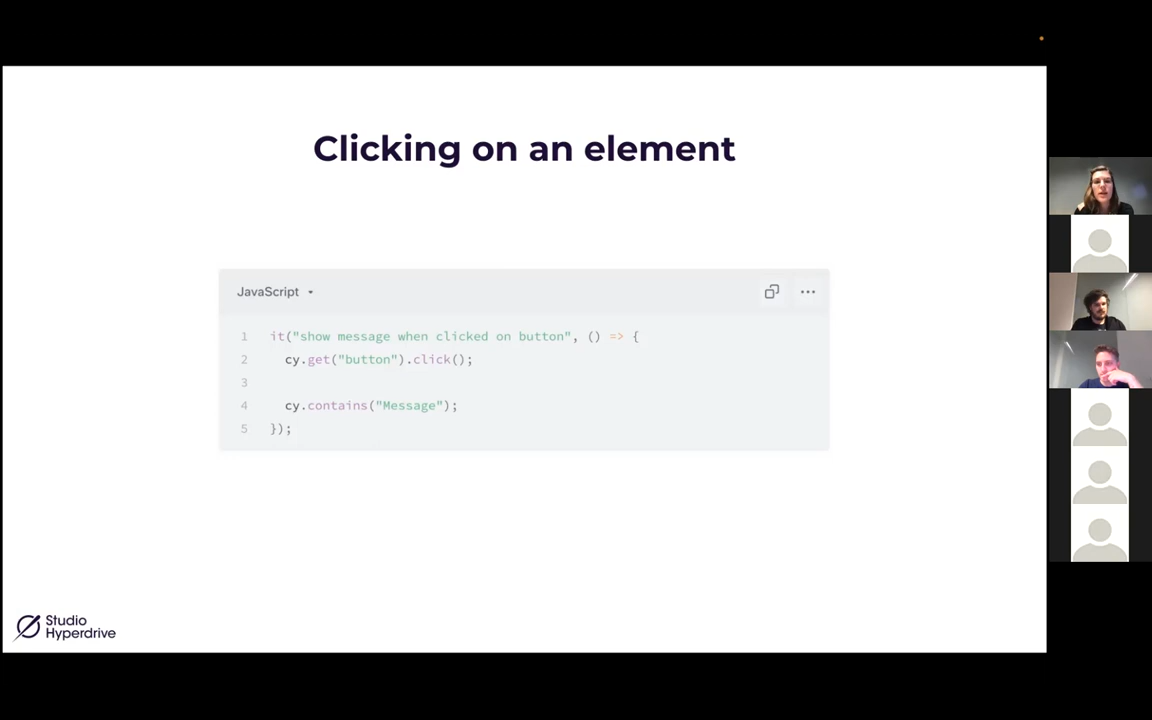 Clicking on an element
JavaScript
1 it("show message when clicked on button", () => {
2 cy.get("button").click();
3
4 cy.contains("Message");
5 });
Studio
Hyperdrive